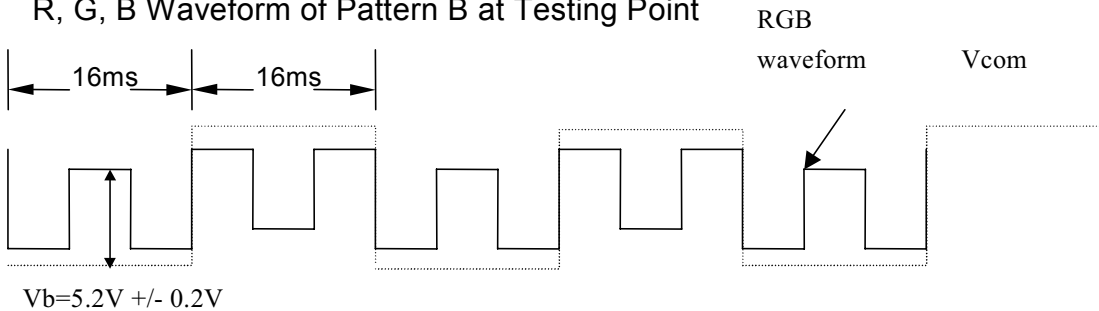 R, G, B Waveform of Pattern B at Testing Point
RGB
waveform
Vcom
16ms
16ms
Vb=5.2V +/- 0.2V